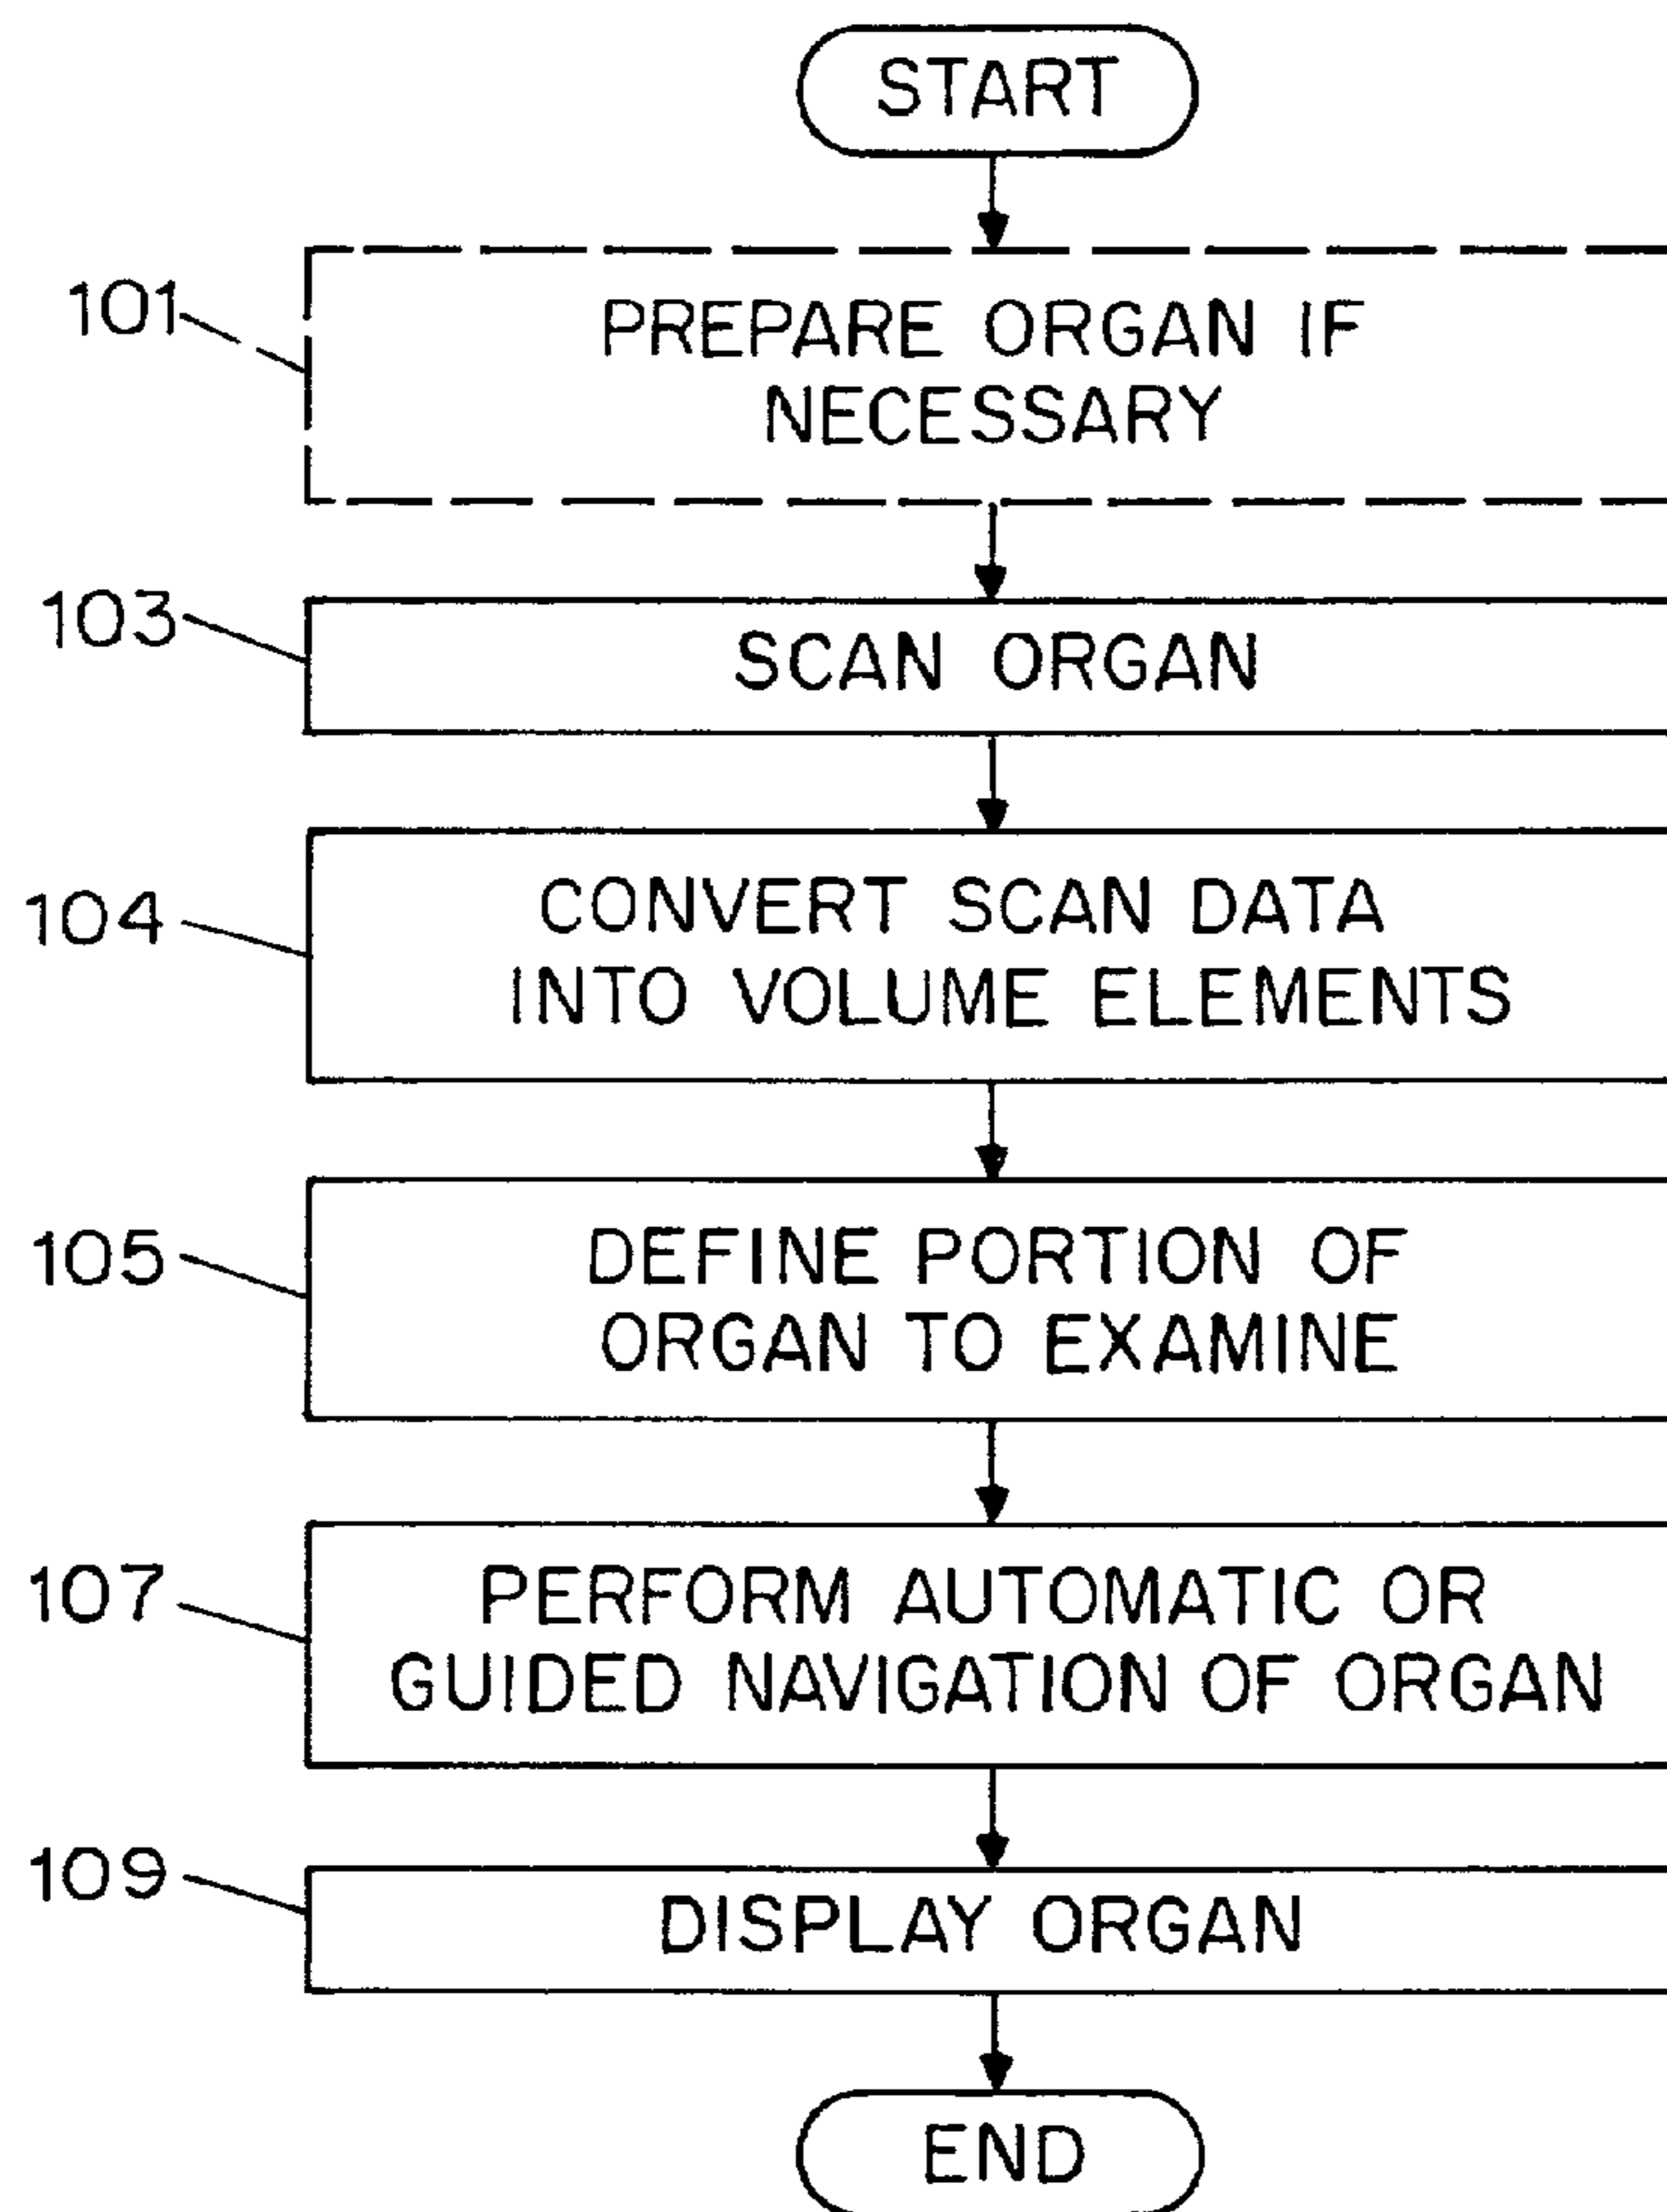 START
101
PREPARE ORGAN IF
NECESSARY
103
SCAN ORGAN
104
CONVERT SCAN DATA
INTO VOLUME ELEMENTS
105
DEFINE PORTION OF
ORGAN TO EXAMINE
107
PERFORM AUTOMATIC OR
GUIDED NAVIGATION OF ORGAN
109
DISPLAY ORGAN
END